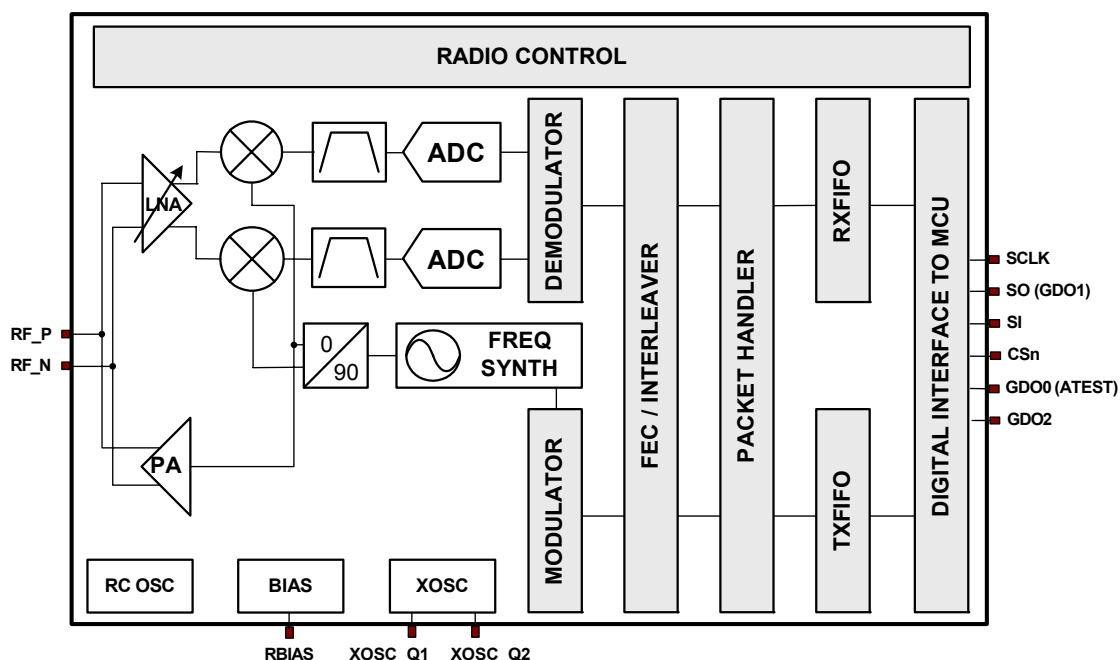 RADIO CONTROL
LNA
ADC
ADC
DEMODULATOR
FEC / INTERLEAVER
PACKET HANDLER
RXFIFO
DIGITAL INTERFACE TO MCU
RF_P
RF_N
0
90
FREQ
SYNTH
PA
MODULATOR
TXFIFO
SCLK
SO (GDO1)
SI
CSn
GDO0 (ATEST)
GDO2
RC OSC
BIAS
XOSC
RBIAS
XOSC_Q1
XOSC_Q2